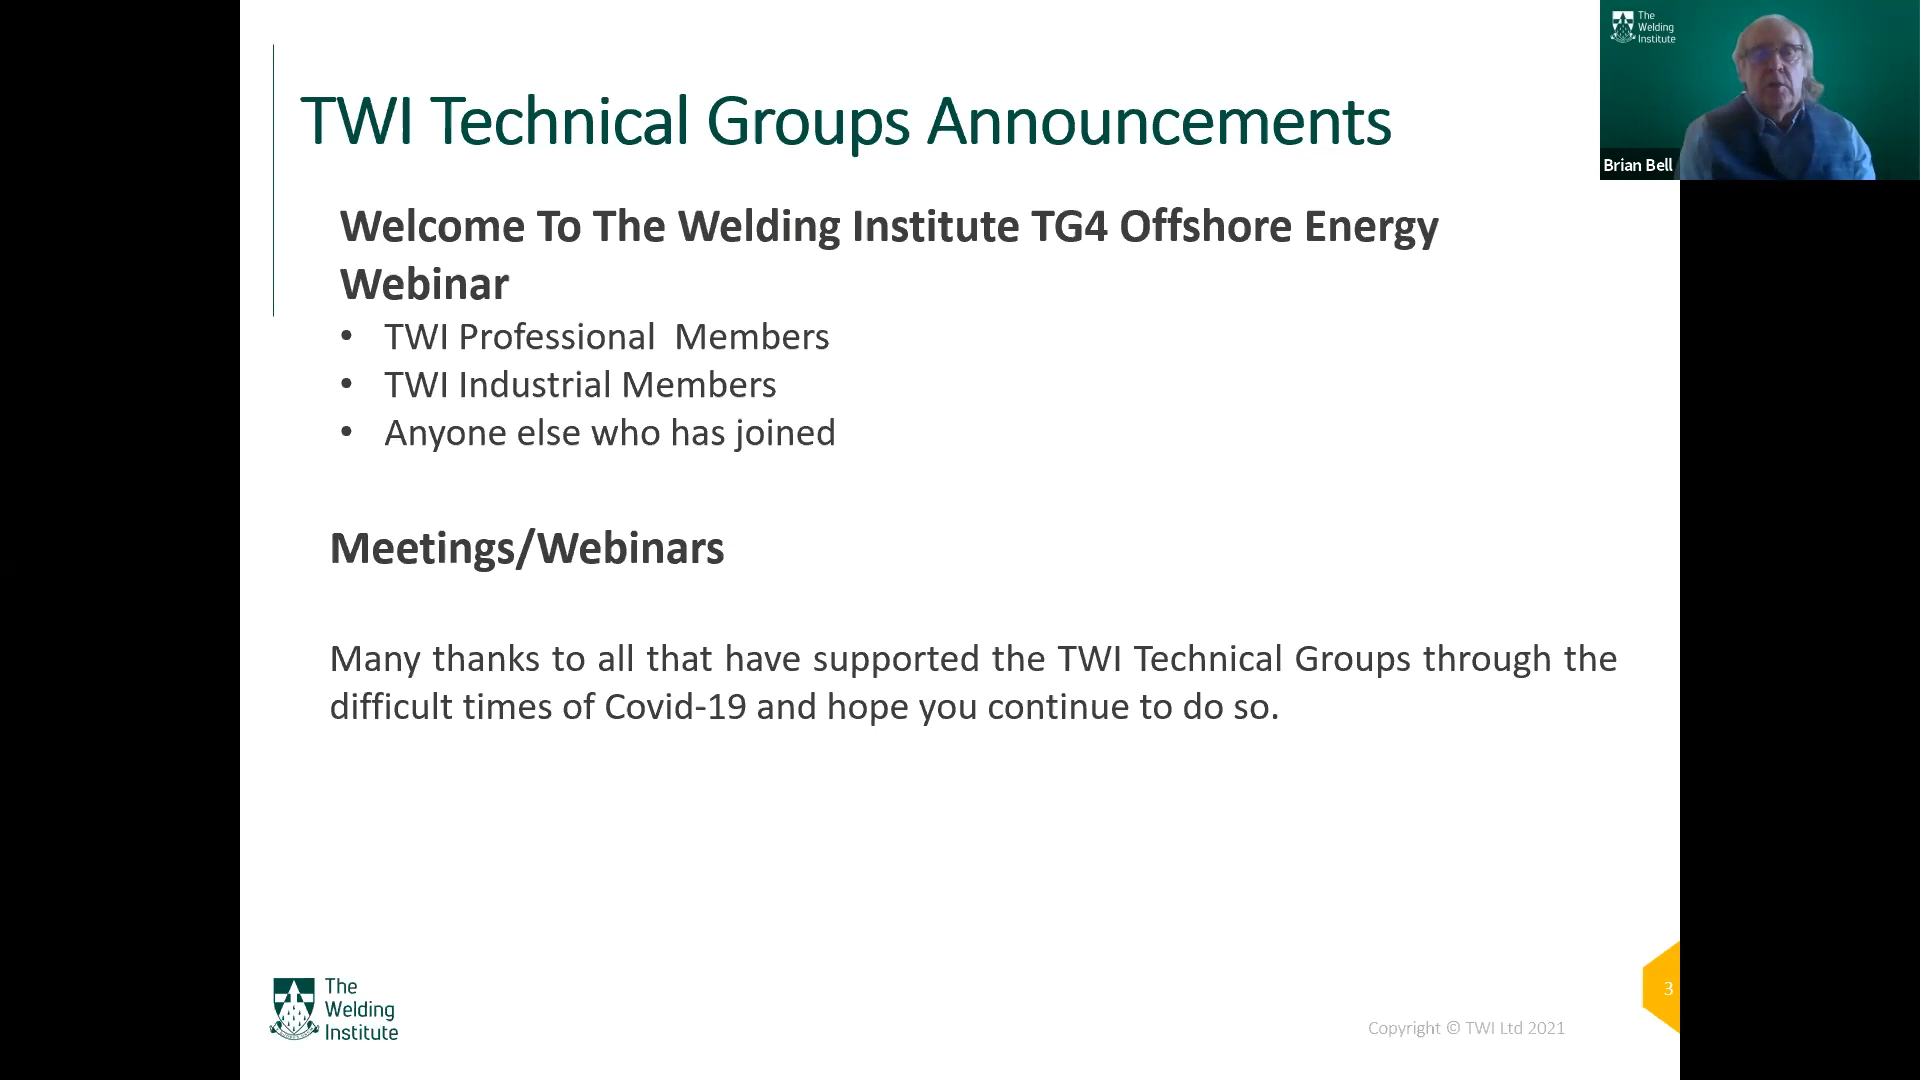 TWI Technical Groups Announcements
The
Welding
Institute
Brian Bell
Welcome To The Welding Institute TG4 Offshore Energy
Webinar
• TWI Professional  Members
• TWI Industrial Members
• Anyone else who has joined
Meetings/Webinars
Many thanks to all that have supported the TWI Technical Groups through the
difficult times of Covid-19 and hope you continue to do so.
The
Welding
Institute
3
Copyright © TWI Ltd 2021